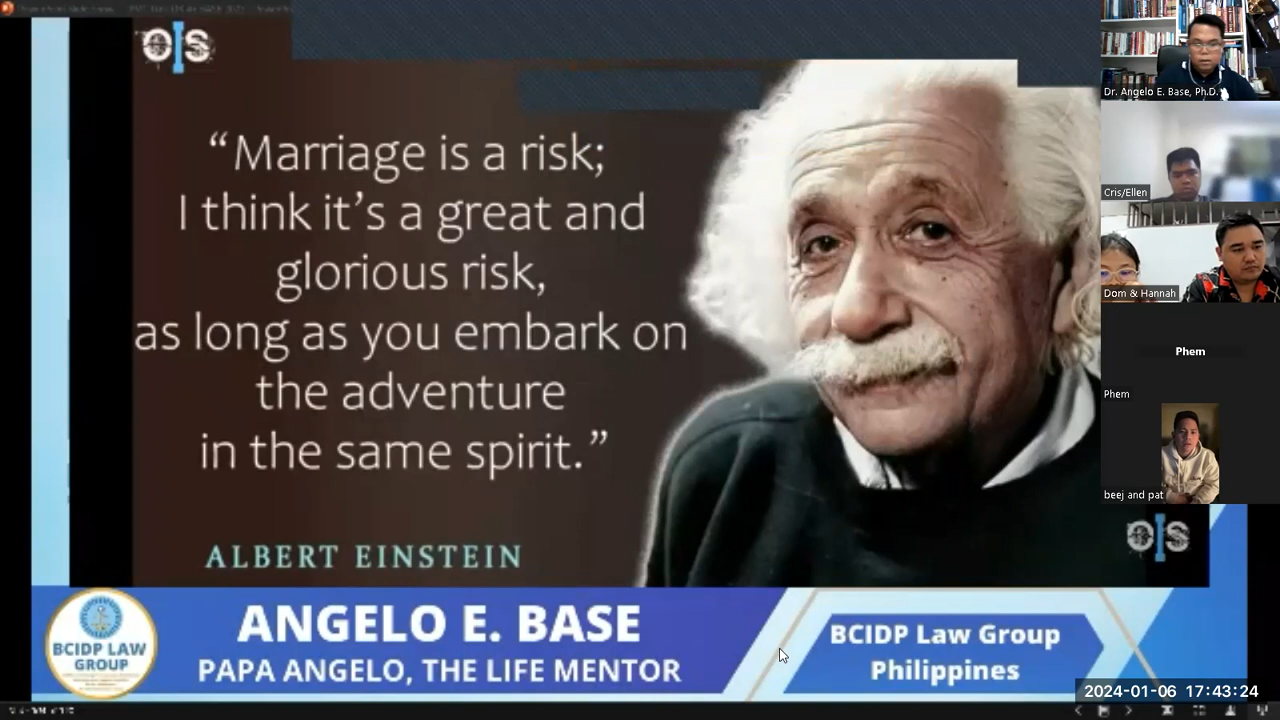 OIS
“Marriage is a risk;
I think it’s a great and
glorious risk,
as long as you embark on
the adventure
in the same spirit.”
ALBERT EINSTEIN
OIS
BCIDP LAW
GROUP
ANGELO E. BASE
PAPA ANGELO, THE LIFE MENTOR
BCIDP Law Group
Philippines
Dr. Angelo E. Base, Ph.D.
Cris/Ellen
Dom & Hannah
Phem
Phem
beej and pat
2024-01-06 17:43:24